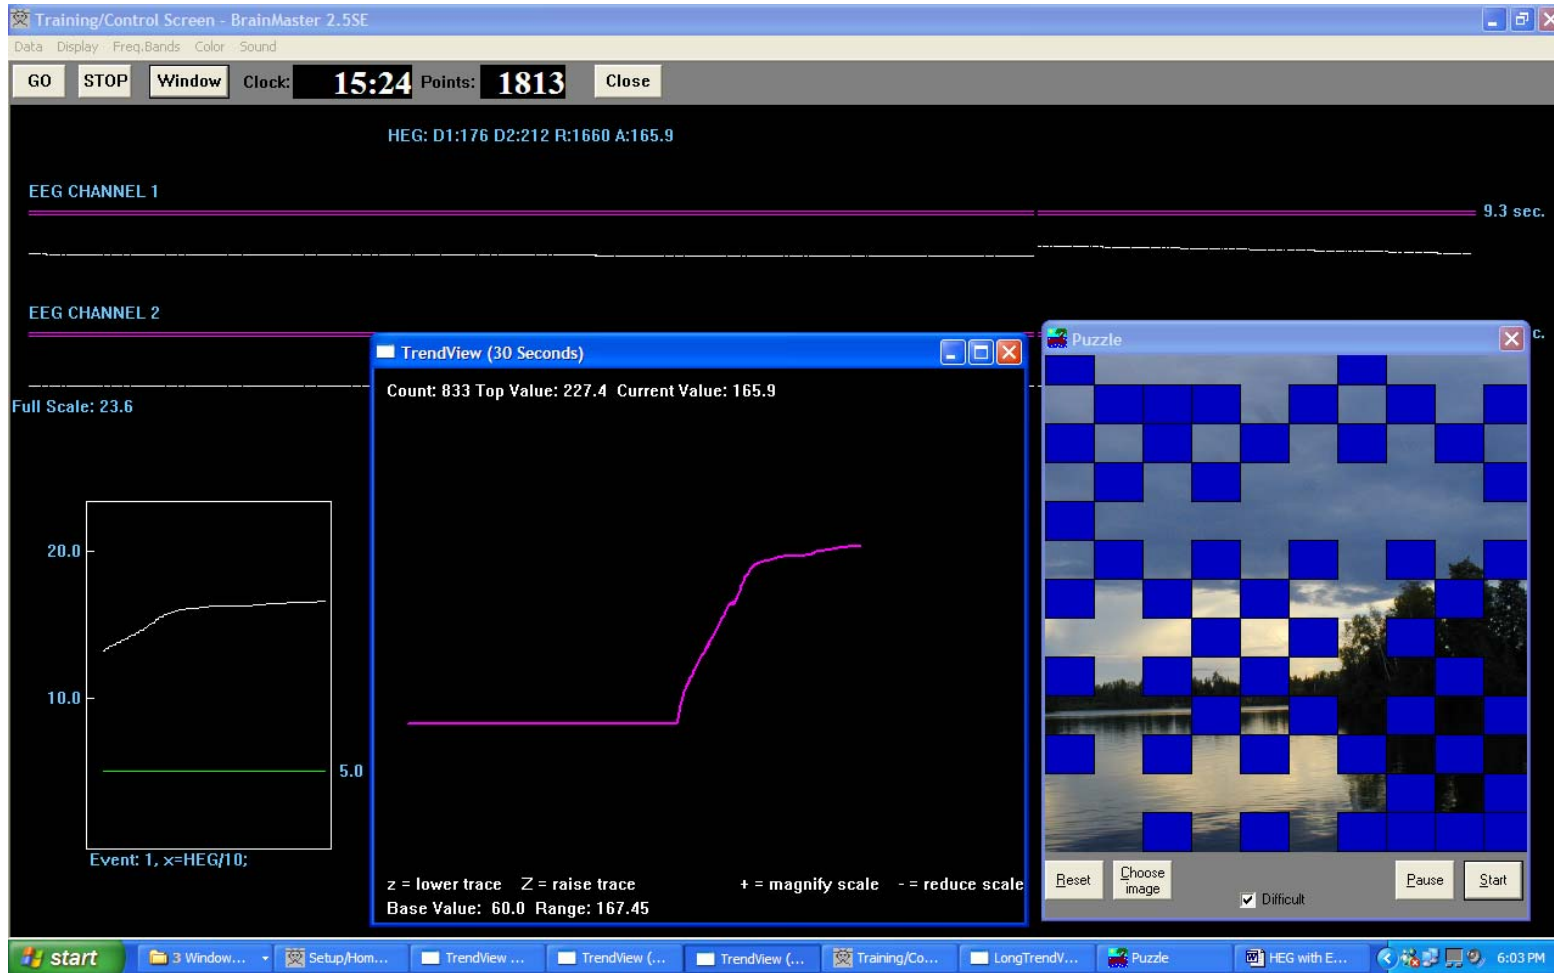 Training/Control Screen - BrainMaster 2.5SE
Data Display Freq.Bands Color Sound
GO STOP Window Clock: 15:24 Points: 1813 Close
HEG: D1:176 D2:212 R:1660 A:165.9
EEG CHANNEL 1
9.3 sec.
EEG CHANNEL 2
c.
Full Scale: 23.6
20.0
10.0
5.0
Event: 1, x=HEG/10;
TrendView (30 Seconds)
Count: 833 Top Value: 227.4 Current Value: 165.9
z = lower trace Z = raise trace + = magnify scale - = reduce scale
Base Value: 60.0 Range: 167.45
Puzzle
Reset
Choose
image
Difficult
Pause
Start
start 3 Window... Setup/Hom... TrendView ... TrendView (... TrendView (... Training/Co... LongTrendV... Puzzle HEG with E... 6:03 PM